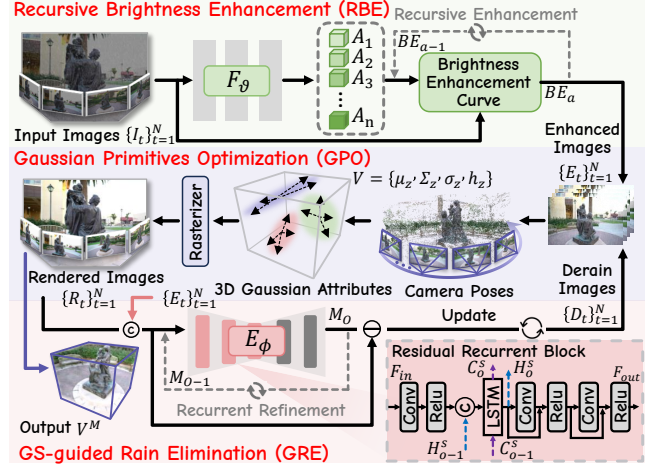 Recursive Brightness Enhancement (RBE)
Recursive Enhancement
F_ϑ
A_1
A_2
A_3
A_n
BE_{a-1}
Brightness
Enhancement
Curve
BE_a
Input Images {I_t}_{t=1}^N
Enhanced
Images
{E_t}_{t=1}^N
Gaussian Primitives Optimization (GPO)
V = {μ_z, Σ_z, σ_z, h_z}
Rasterizer
Rendered Images
3D Gaussian Attributes
Camera Poses
Derain
Images
{R_t}_{t=1}^N
{E_t}_{t=1}^N
{D_t}_{t=1}^N
C
E_ϕ
M_O
Update
M_{O-1}
Recurrent Refinement
Output V^M
Residual Recurrent Block
F_in
C_o^s
H_o^s
F_out
Conv
Relu
C
LSTM
Conv
Relu
Conv
Relu
H_{o-1}^s
C_{o-1}^s
GS-guided Rain Elimination (GRE)